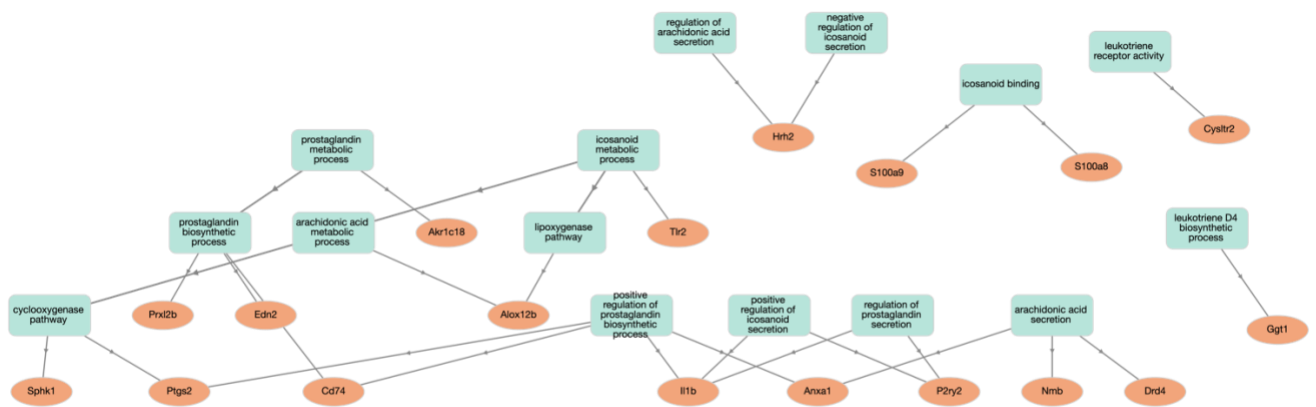 regulation of
arachidonic acid
secretion
negative
regulation of
icosanoid
secretion
leukotriene
receptor activity
icosanoid binding
Hrh2
Cysltr2
S100a9
S100a8
prostaglandin
metabolic
process
icosanoid
metabolic
process
prostaglandin
biosynthetic
process
arachidonic acid
metabolic
process
Akr1c18
lipoxygenase
pathway
Tlr2
leukotriene D4
biosynthetic
process
cyclooxygenase
pathway
Prxl2b
Edn2
Alox12b
positive
regulation of
prostaglandin
biosynthetic
process
positive
regulation of
icosanoid
secretion
regulation of
prostaglandin
secretion
arachidonic acid
secretion
Ggt1
Sphk1
Ptgs2
Cd74
Il1b
Anxa1
P2ry2
Nmb
Drd4